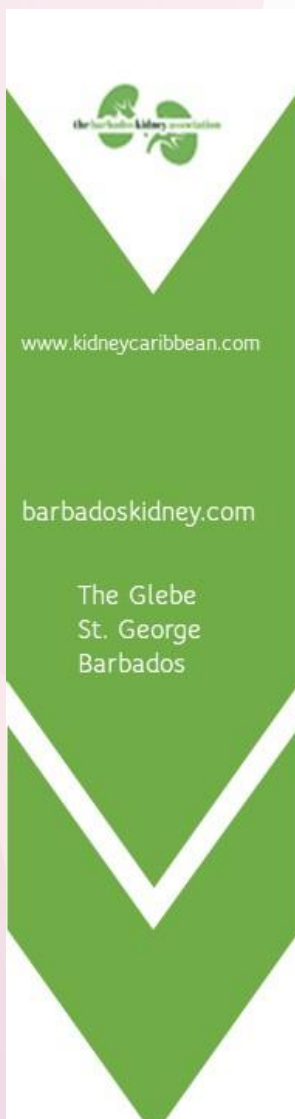 the barbados kidney association
www.kidneycaribbean.com
barbadoskidney.com
The Glebe
St. George
Barbados